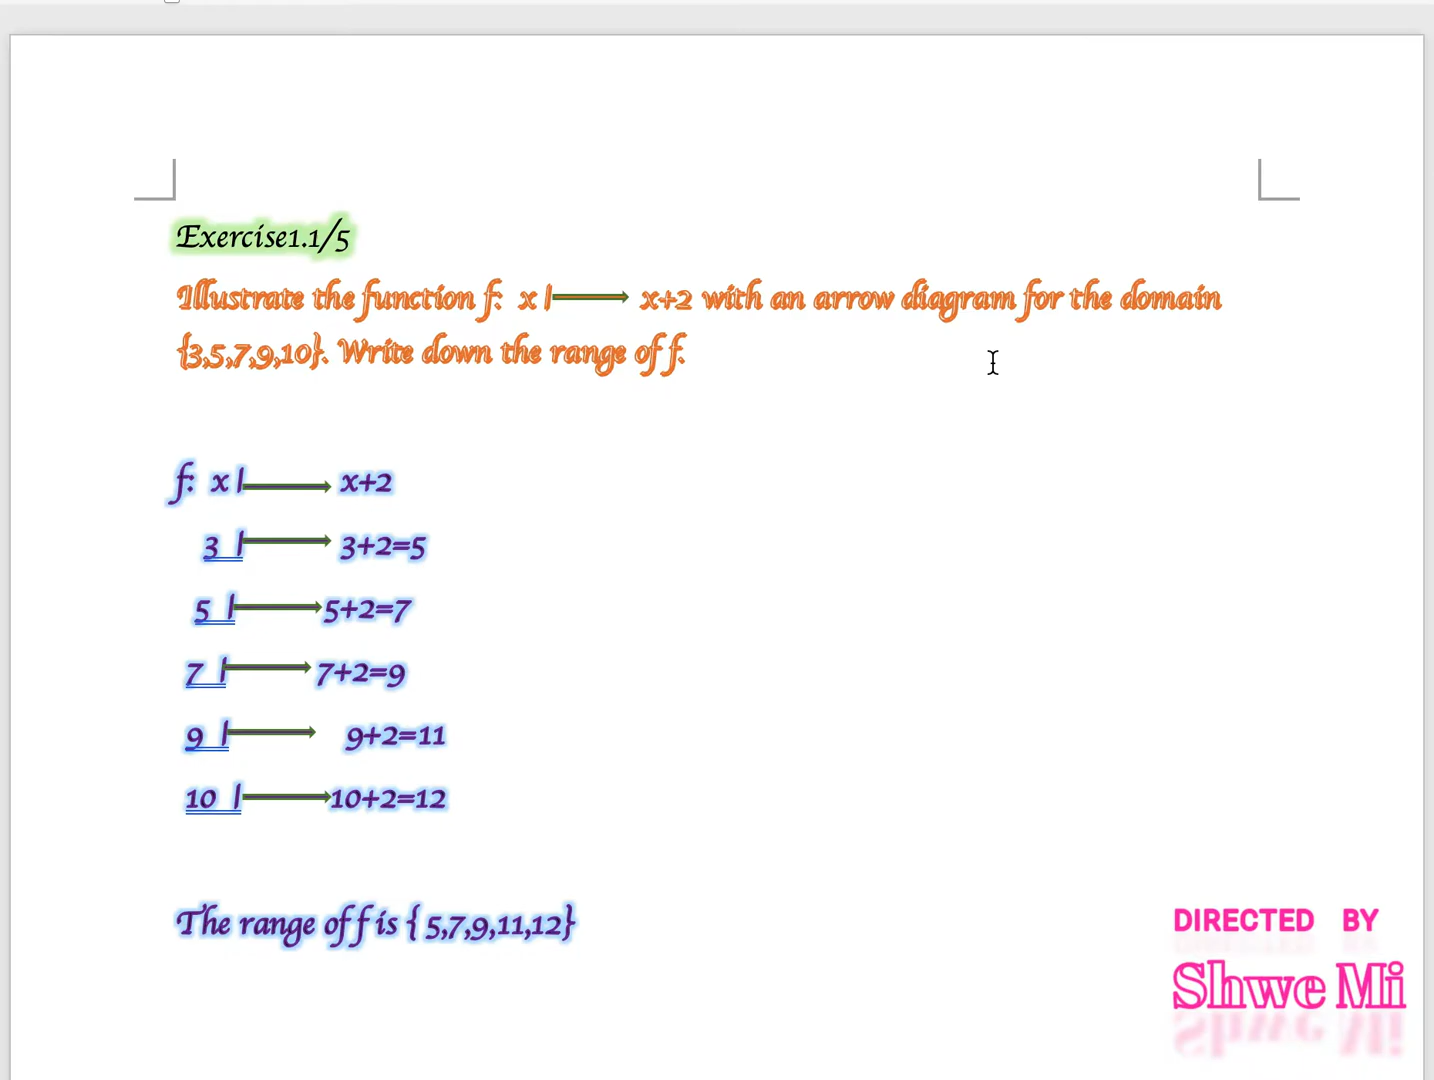 Exercise1.1/5
Illustrate the function f: x |⟶ x+2 with an arrow diagram for the domain
{3,5,7,9,10}. Write down the range of f.
f: x |⟶ x+2
3 |⟶ 3+2=5
5 |⟶ 5+2=7
7 |⟶ 7+2=9
9 |⟶ 9+2=11
10 |⟶ 10+2=12
The range of f is { 5,7,9,11,12}
DIRECTED BY
Shwe Mi